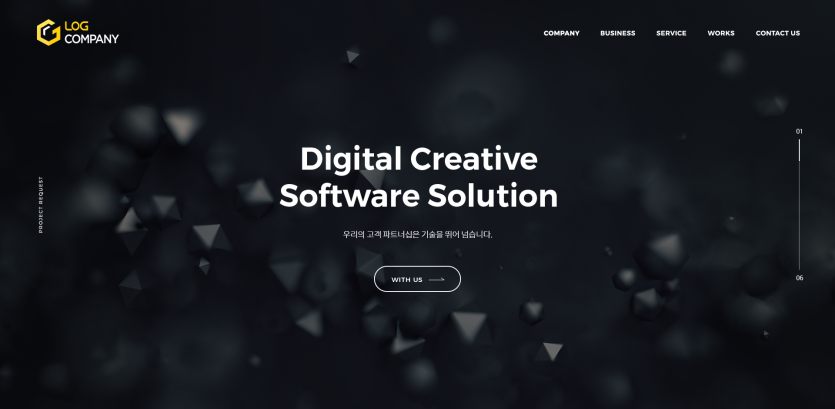 LOG
COMPANY
COMPANY
BUSINESS
SERVICE
WORKS
CONTACT US
01
Digital Creative
Software Solution
PROJECT REQUEST
우리의 고객 파트너십은 기술을 뛰어 넘습니다.
WITH US
06